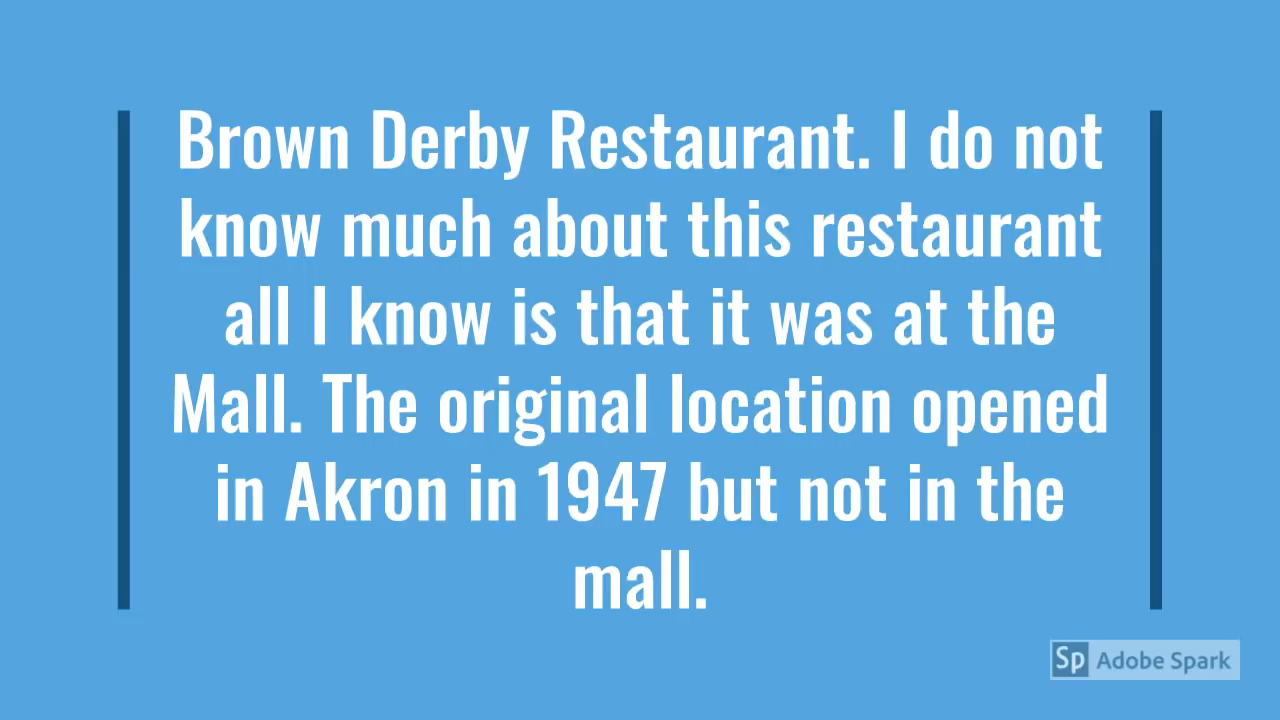 Brown Derby Restaurant. I do not
know much about this restaurant
all I know is that it was at the
Mall. The original location opened
in Akron in 1947 but not in the
mall.
Sp Adobe Spark